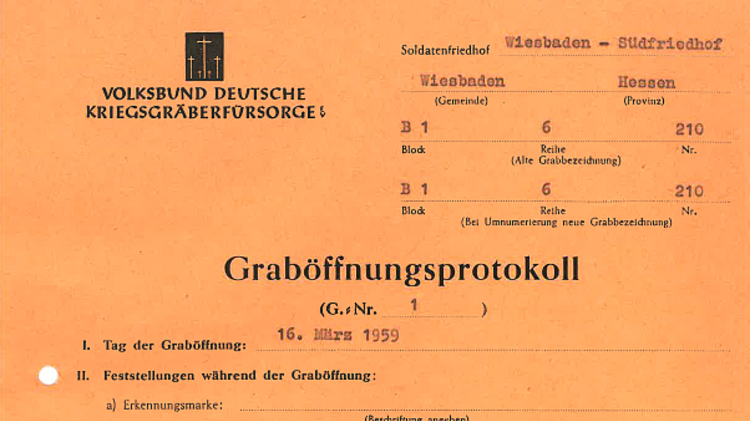 Soldatenfriedhof Wiesbaden - Südfriedhof
VOLKSBUND DEUTSCHE
KRIEGSGRÄBERFÜRSORGE
Wiesbaden Hessen
(Gemeinde) (Provinz)
B 1 6 210
Block Reihe Nr.
(Alte Grabbezeichnung)
B 1 6 210
Block Reihe Nr.
(Bei Umnumerierung neue Grabbezeichnung)
Graböffnungsprotokoll
(G.-Nr. 1 )
I. Tag der Graböffnung: 16. März 1959
II. Feststellungen während der Graböffnung:
a) Erkennungsmarke:
(Beschriftung angeben)